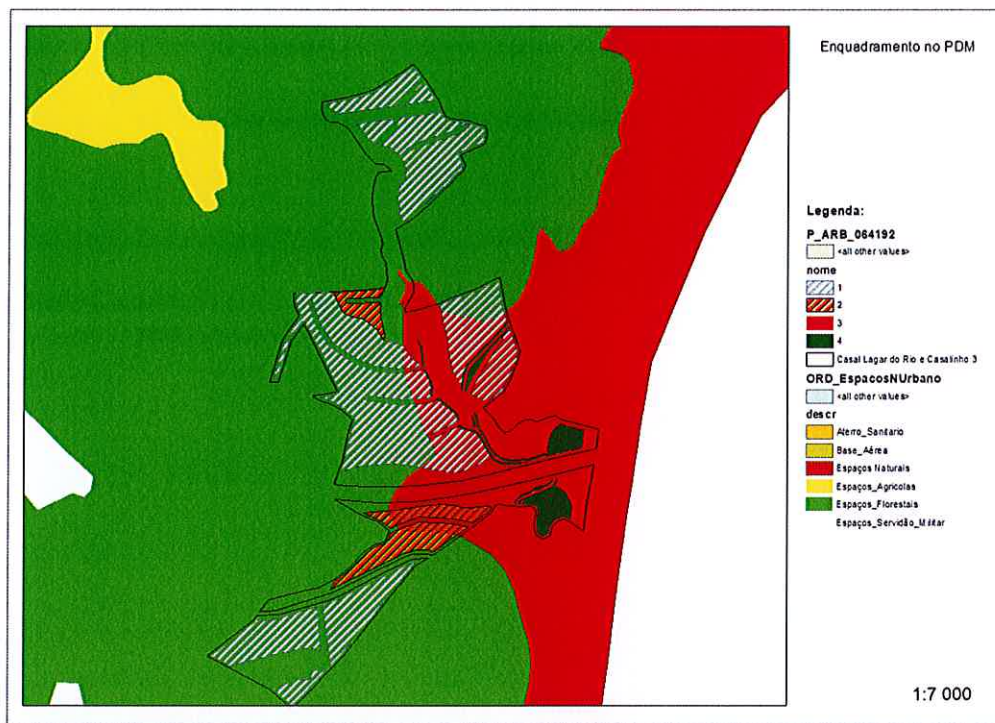 Enquadramento no PDM
Legenda:
P_ARB_064192
<all other values>
nome
1
2
3
4
Casal Lagar do Rio e Casalinho 3
ORD_EspacosNUrbano
<all other values>
descr
Aterro_Sanitario
Base_Aérea
Espaços Naturais
Espaços_Agrícolas
Espaços_Florestais
Espaços_Servidão_Militar
1:7 000